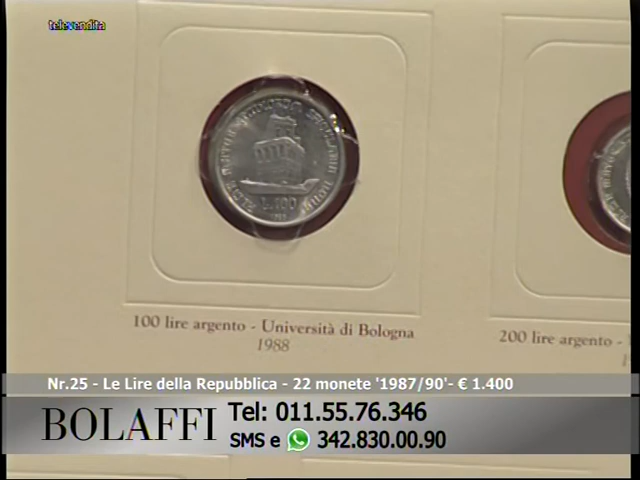 televendita
L.100
100 lire argento - Università di Bologna
1988
200 lire argento -
Nr.25 - Le Lire della Repubblica - 22 monete '1987/90'- € 1.400
BOLAFFI
Tel: 011.55.76.346
SMS e 342.830.00.90